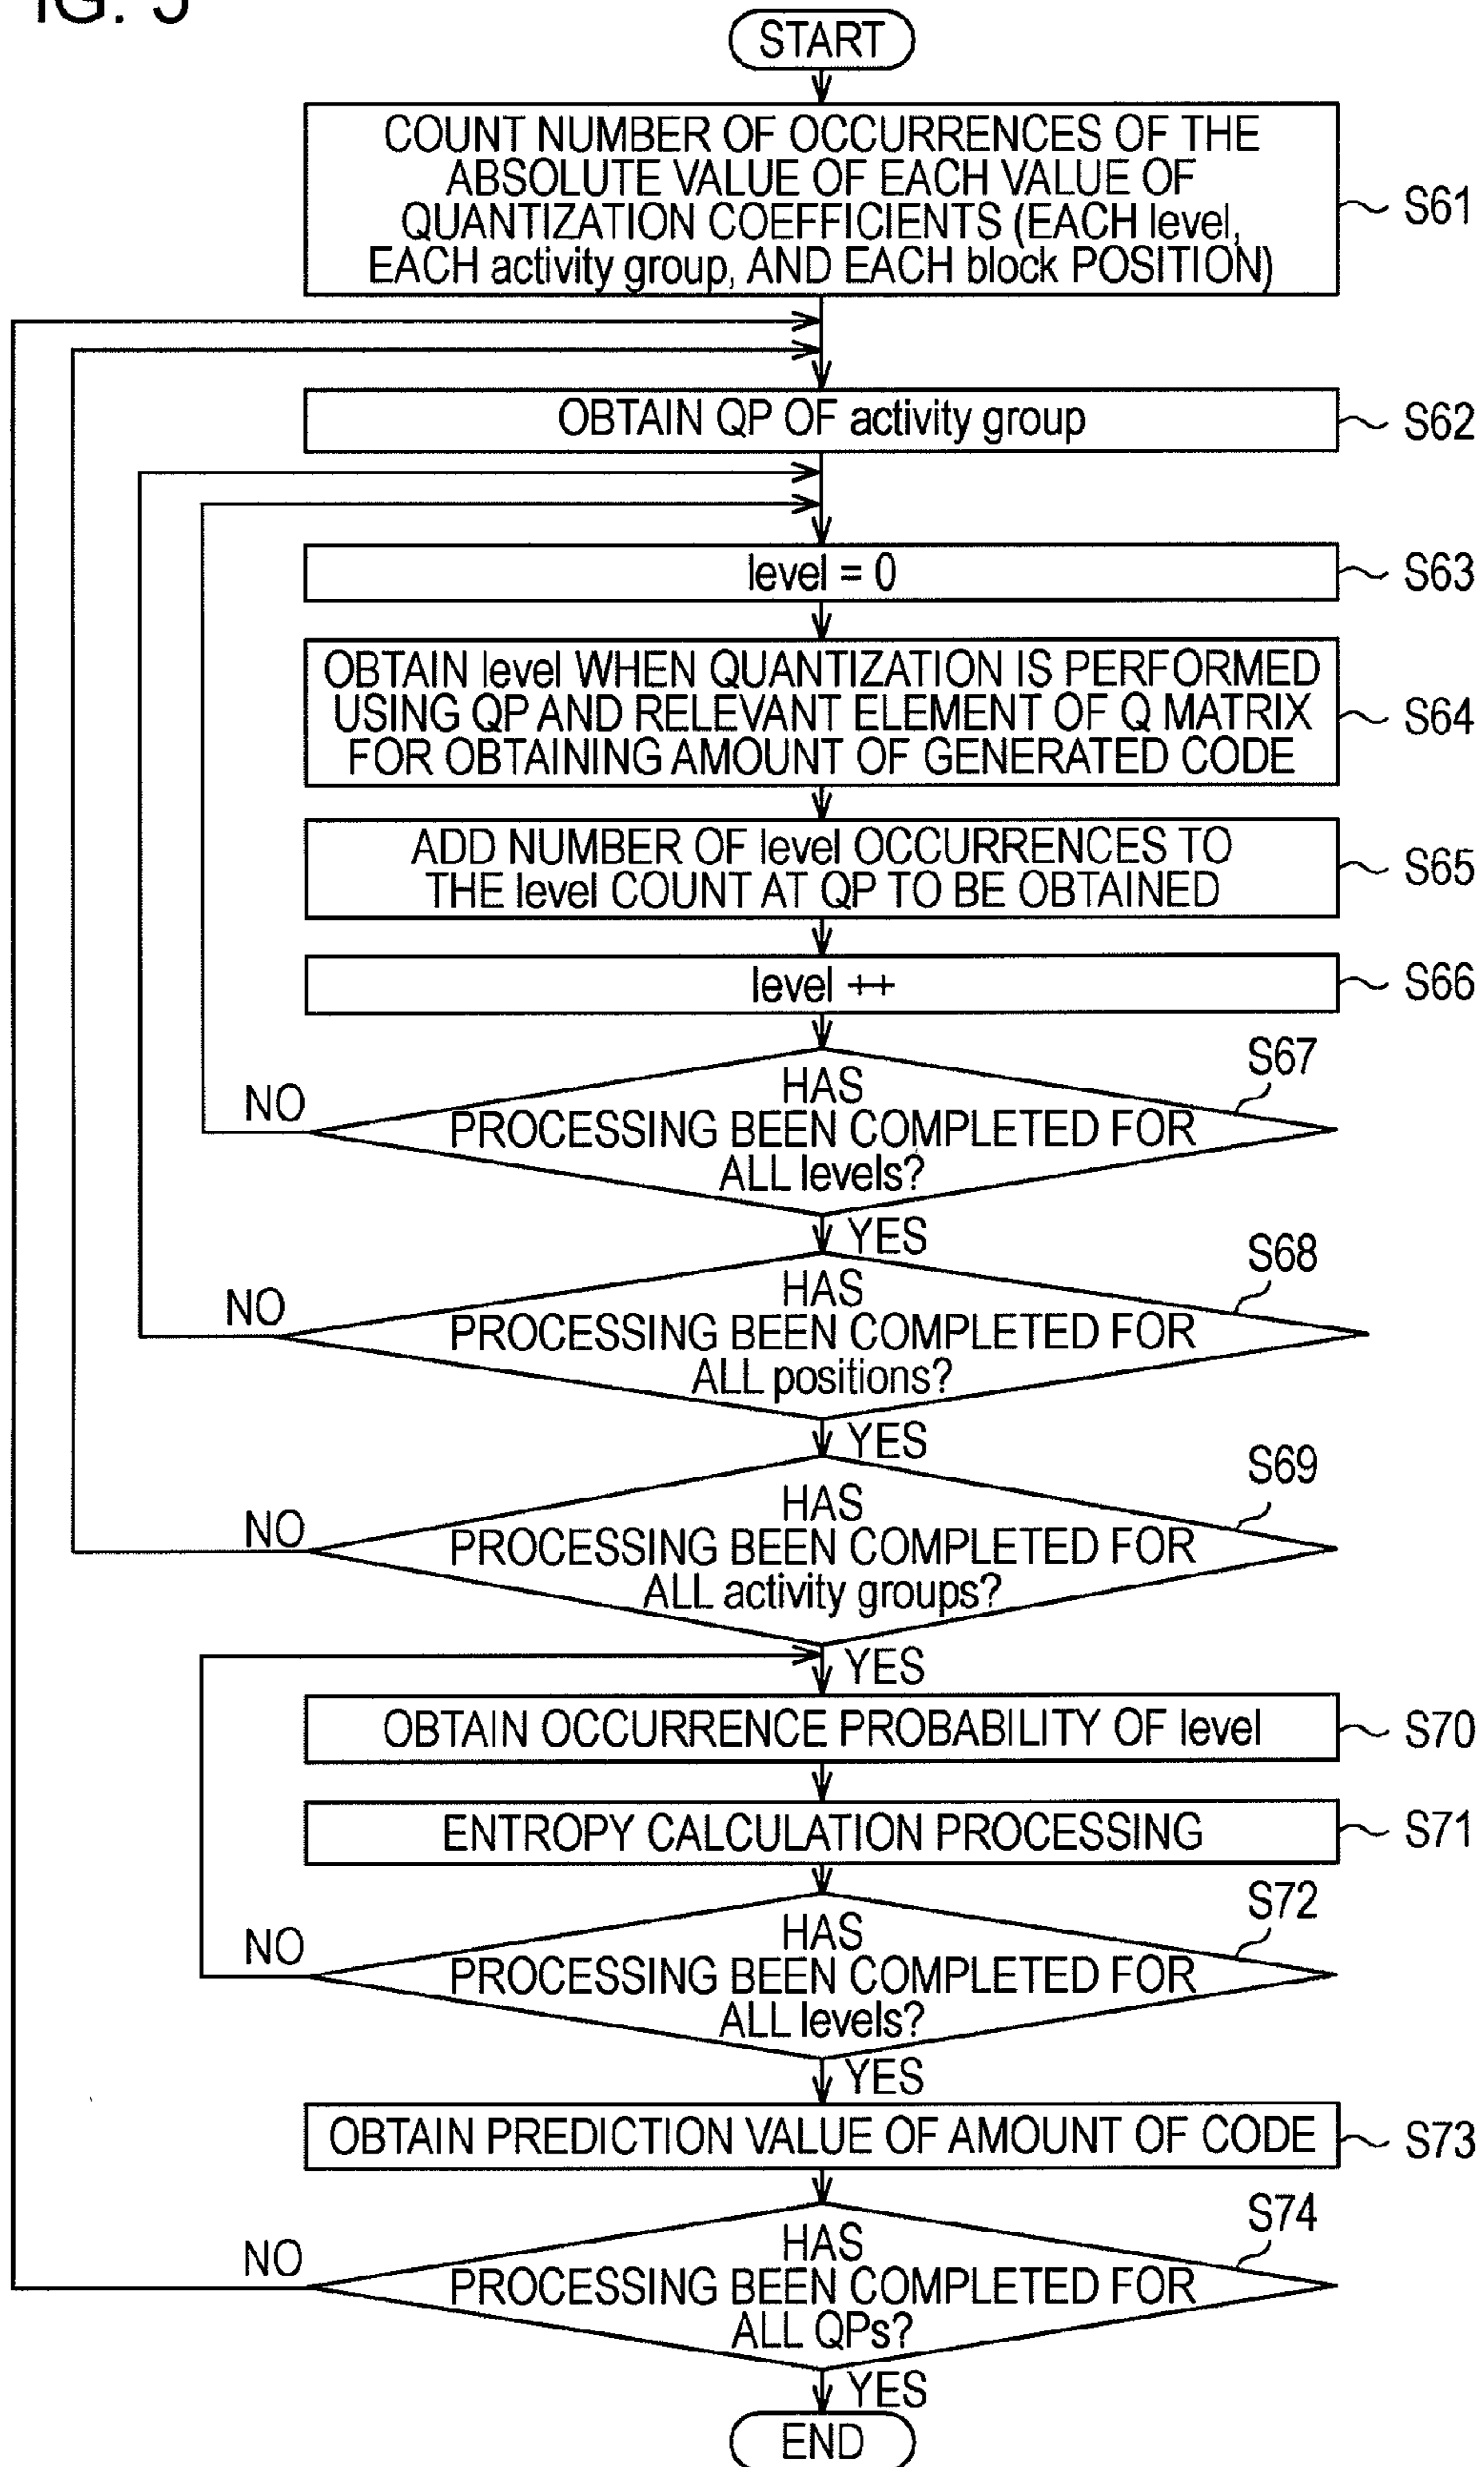 IG. 5
START
COUNT NUMBER OF OCCURRENCES OF THE
ABSOLUTE VALUE OF EACH VALUE OF
QUANTIZATION COEFFICIENTS (EACH level,
EACH activity group, AND EACH block POSITION)
S61
OBTAIN QP OF activity group
S62
level = 0
S63
OBTAIN level WHEN QUANTIZATION IS PERFORMED
USING QP AND RELEVANT ELEMENT OF Q MATRIX
FOR OBTAINING AMOUNT OF GENERATED CODE
S64
ADD NUMBER OF level OCCURRENCES TO
THE level COUNT AT QP TO BE OBTAINED
S65
level ++
S66
S67
HAS
PROCESSING BEEN COMPLETED FOR
ALL levels?
NO
YES
S68
HAS
PROCESSING BEEN COMPLETED FOR
ALL positions?
NO
YES
S69
HAS
PROCESSING BEEN COMPLETED FOR
ALL activity groups?
NO
YES
OBTAIN OCCURRENCE PROBABILITY OF level
S70
ENTROPY CALCULATION PROCESSING
S71
S72
HAS
PROCESSING BEEN COMPLETED FOR
ALL levels?
NO
YES
OBTAIN PREDICTION VALUE OF AMOUNT OF CODE
S73
S74
HAS
PROCESSING BEEN COMPLETED FOR
ALL QPs?
NO
YES
END